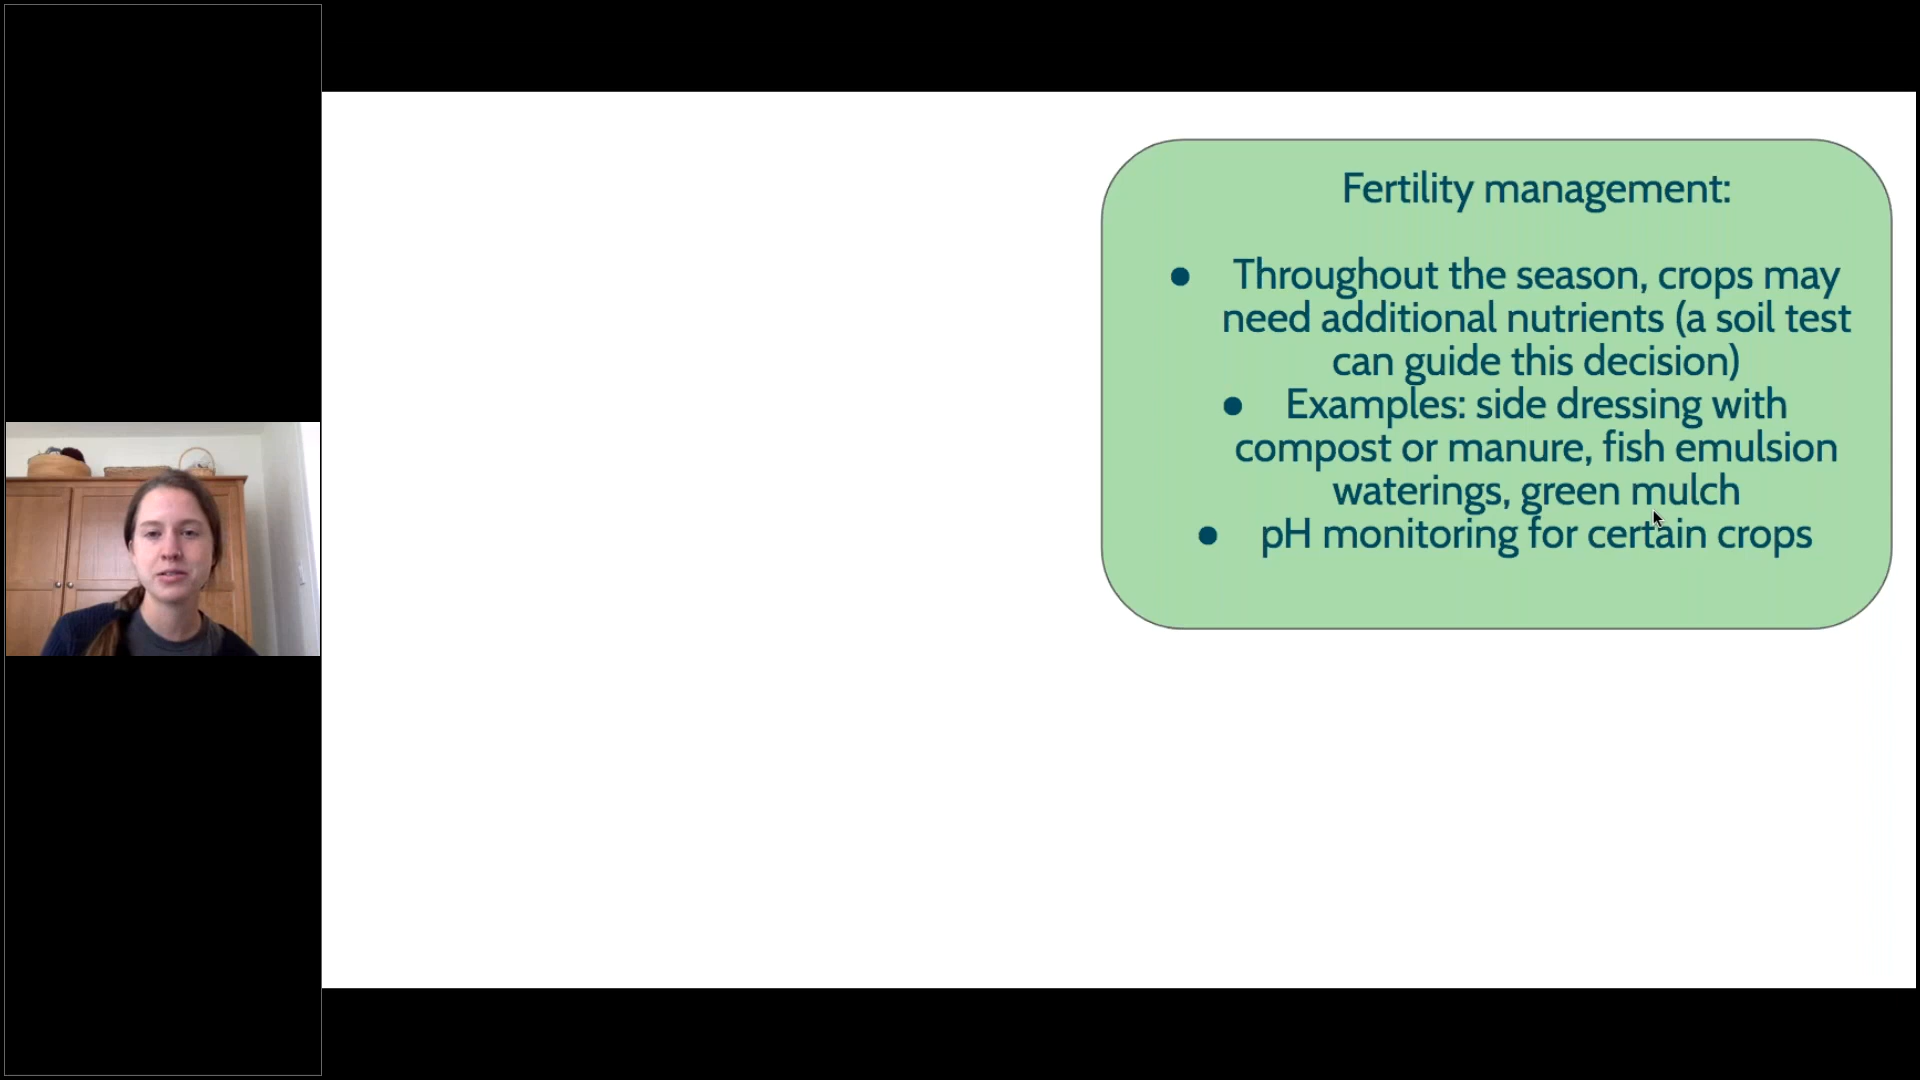 Fertility management:
● Throughout the season, crops may
need additional nutrients (a soil test
can guide this decision)
● Examples: side dressing with
compost or manure, fish emulsion
waterings, green mulch
● pH monitoring for certain crops